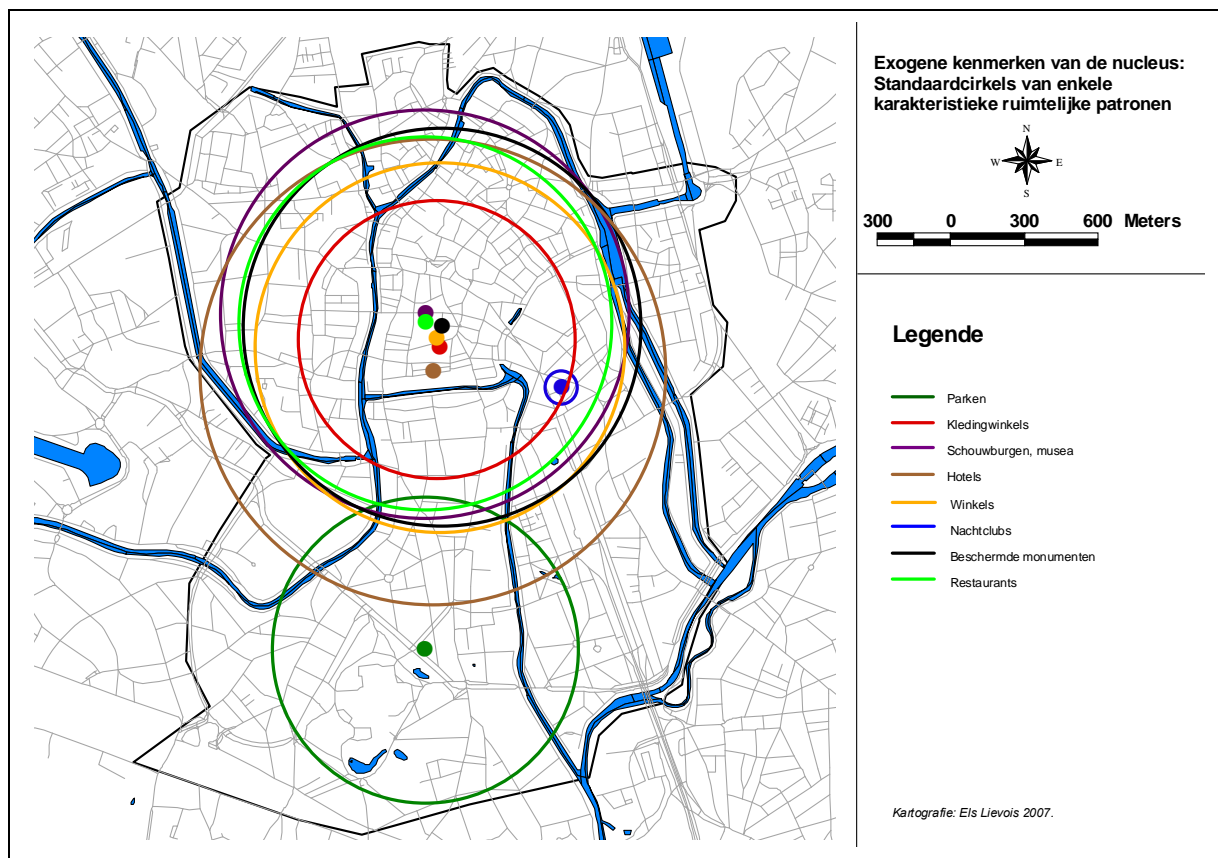 Exogene kenmerken van de nucleus:
Standaardcirkels van enkele
karakteristieke ruimtelijke patronen
N
W E
S
300 0 300 600 Meters
Legende
Parken
Kledingwinkels
Schouwburgen, musea
Hotels
Winkels
Nachtclubs
Beschermde monumenten
Restaurants
Kartografie: Els Lievois 2007.